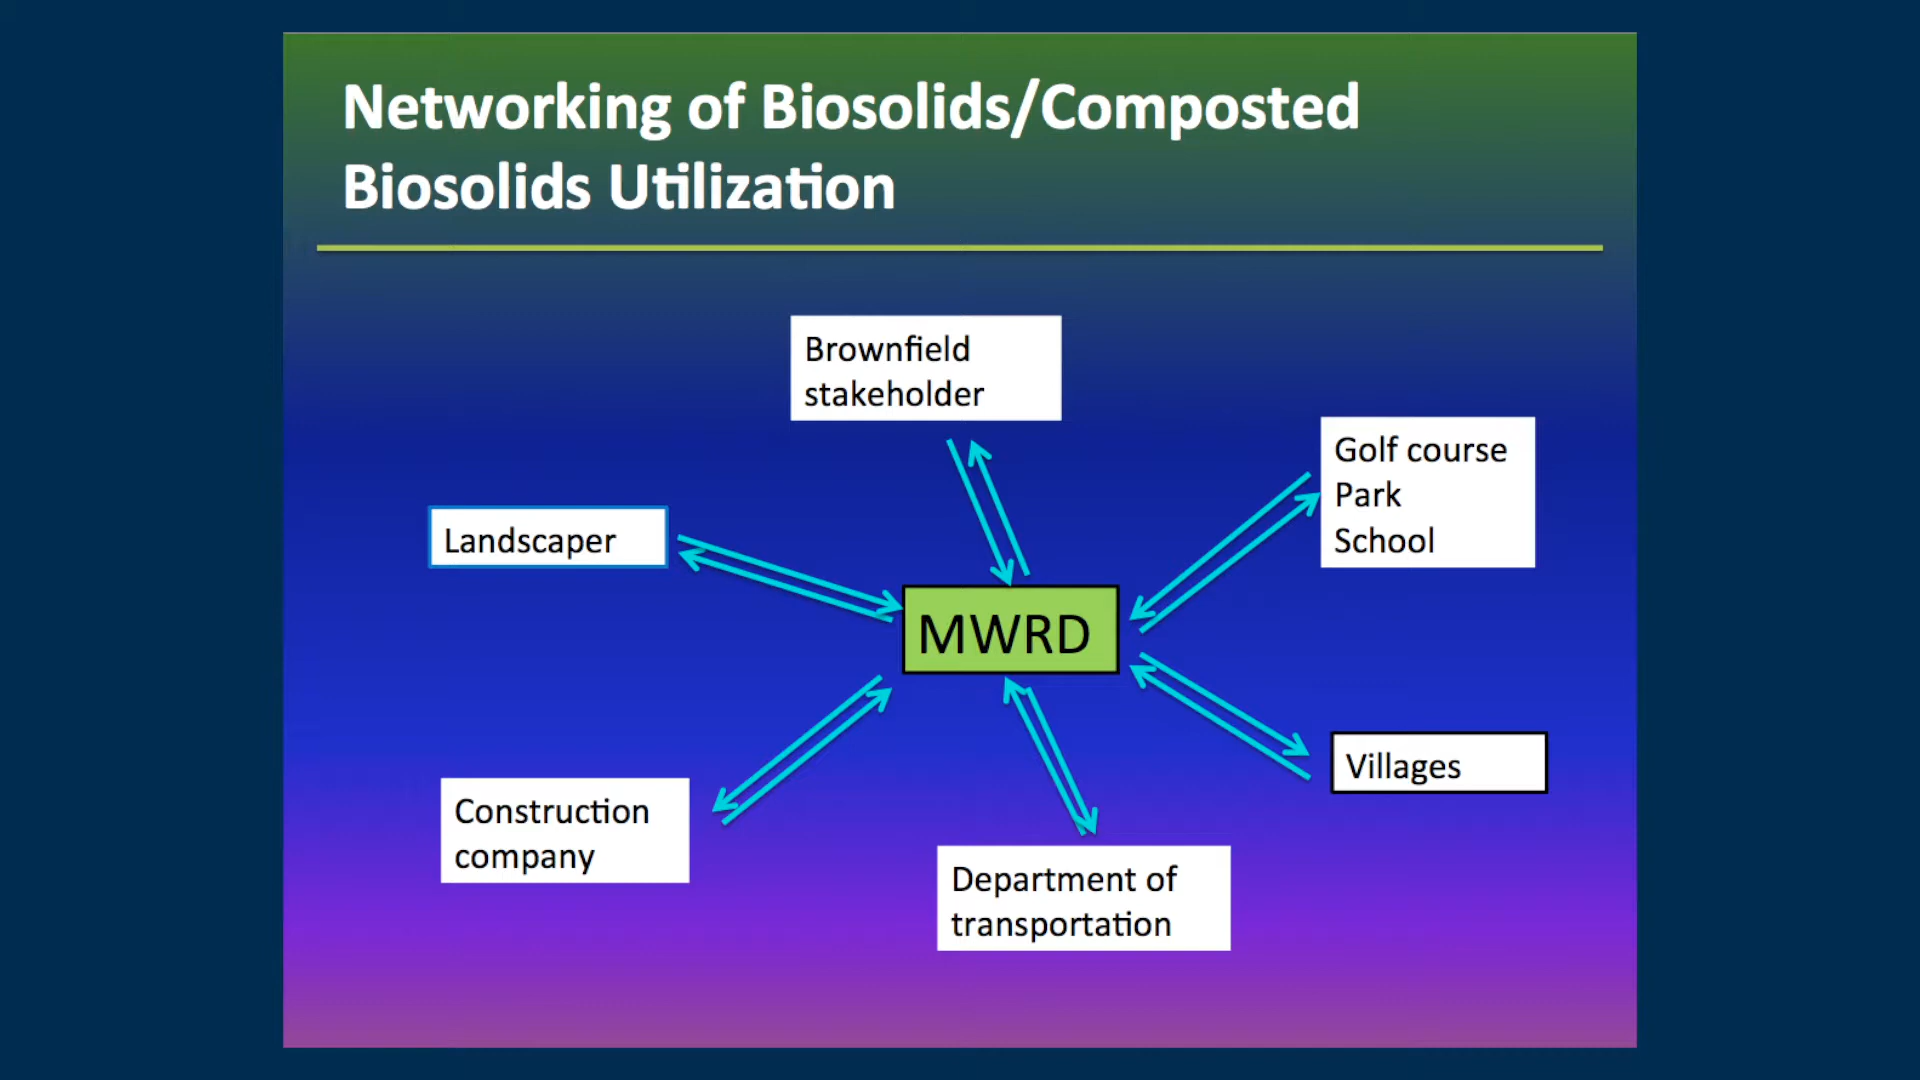 Networking of Biosolids/Composted
Biosolids Utilization
Brownfield
stakeholder
Golf course
Park
School
Landscaper
MWRD
Villages
Construction
company
Department of
transportation